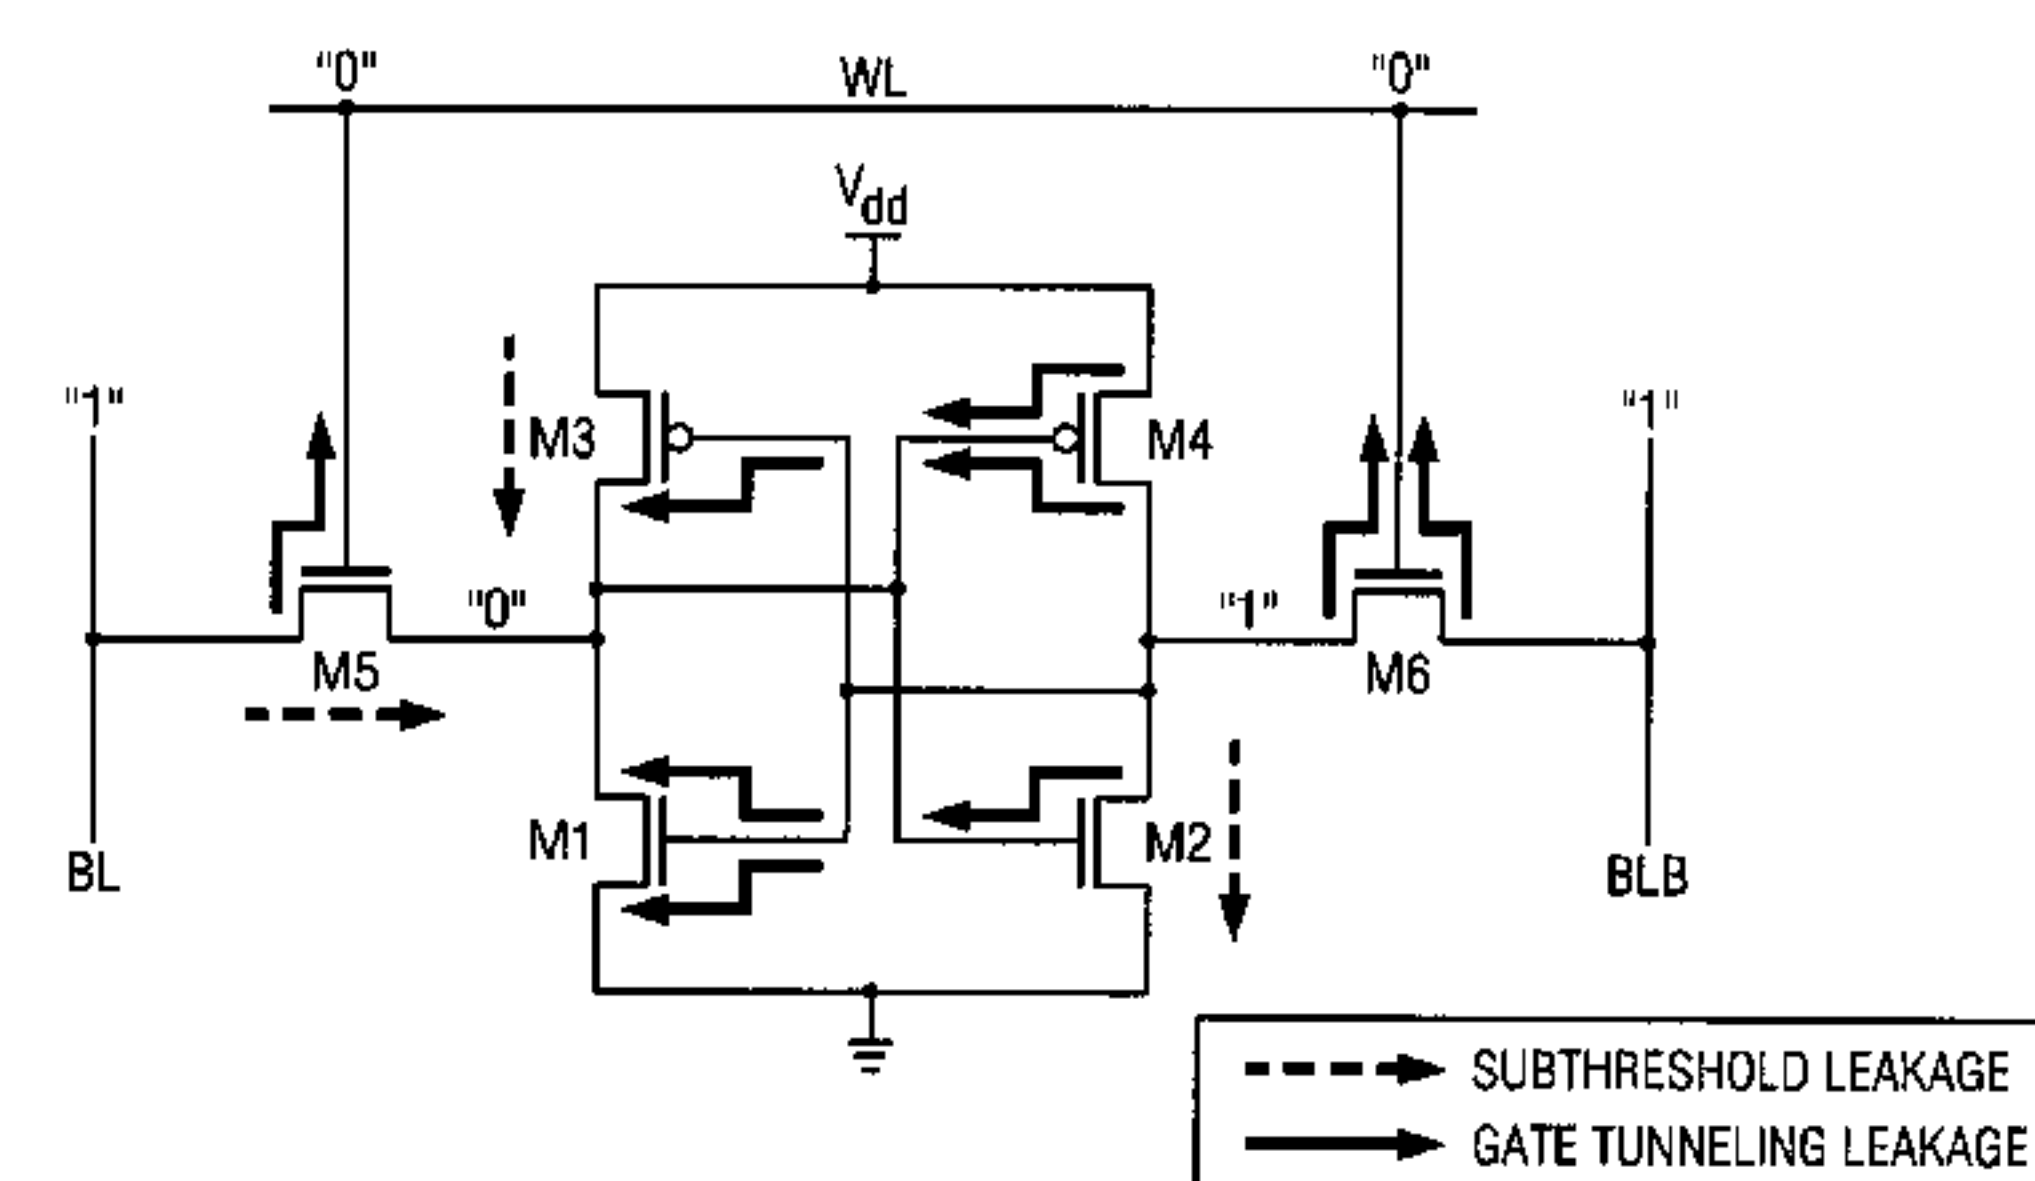 "0" WL "0"
Vdd
"1" "1"
M3 M4
"0" "1"
M5 M6
M1 M2
BL BLB
SUBTHRESHOLD LEAKAGE
GATE TUNNELING LEAKAGE